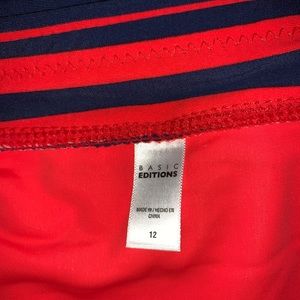 BASIC
EDITIONS
MADE IN / HECHO EN
CHINA
12